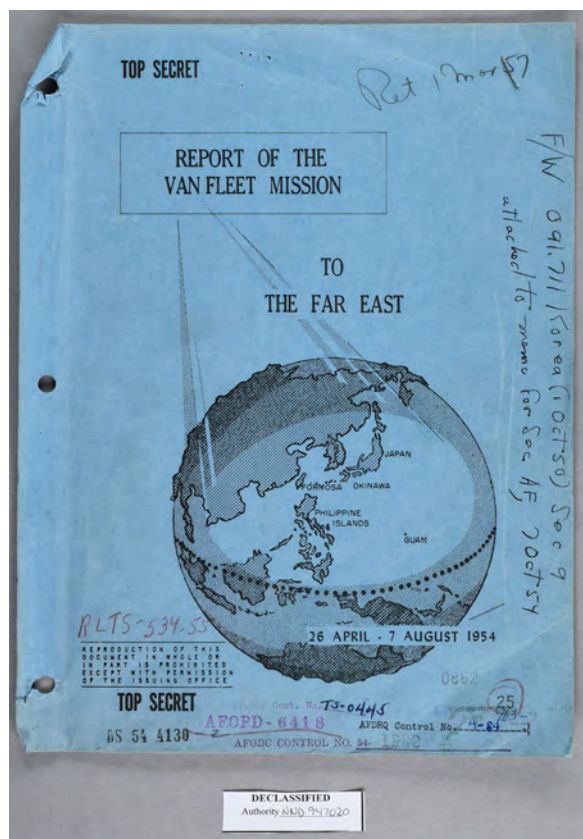 TOP SECRET
Ret 1 Mar 57
REPORT OF THE
VAN FLEET MISSION
TO
THE FAR EAST
F/W 091.711 Korea (1 Oct 50) Sec 9
attached to memo for Sec AF 7 Oct 54
JAPAN
FORMOSA OKINAWA
PHILIPPINE
ISLANDS
GUAM
RLTS-534-55
26 APRIL - 7 AUGUST 1954
REPRODUCTION OF THIS
DOCUMENT IN WHOLE OR
IN PART IS PROHIBITED
EXCEPT WITH PERMISSION
OF THE ISSUING OFFICE
0862
TOP SECRET
Cont. No. TS-0445
25
AFOPD-6418
AFDRQ Control No.
DS 54 4130
AFODC CONTROL NO. 54-
DECLASSIFIED
Authority NND 947020